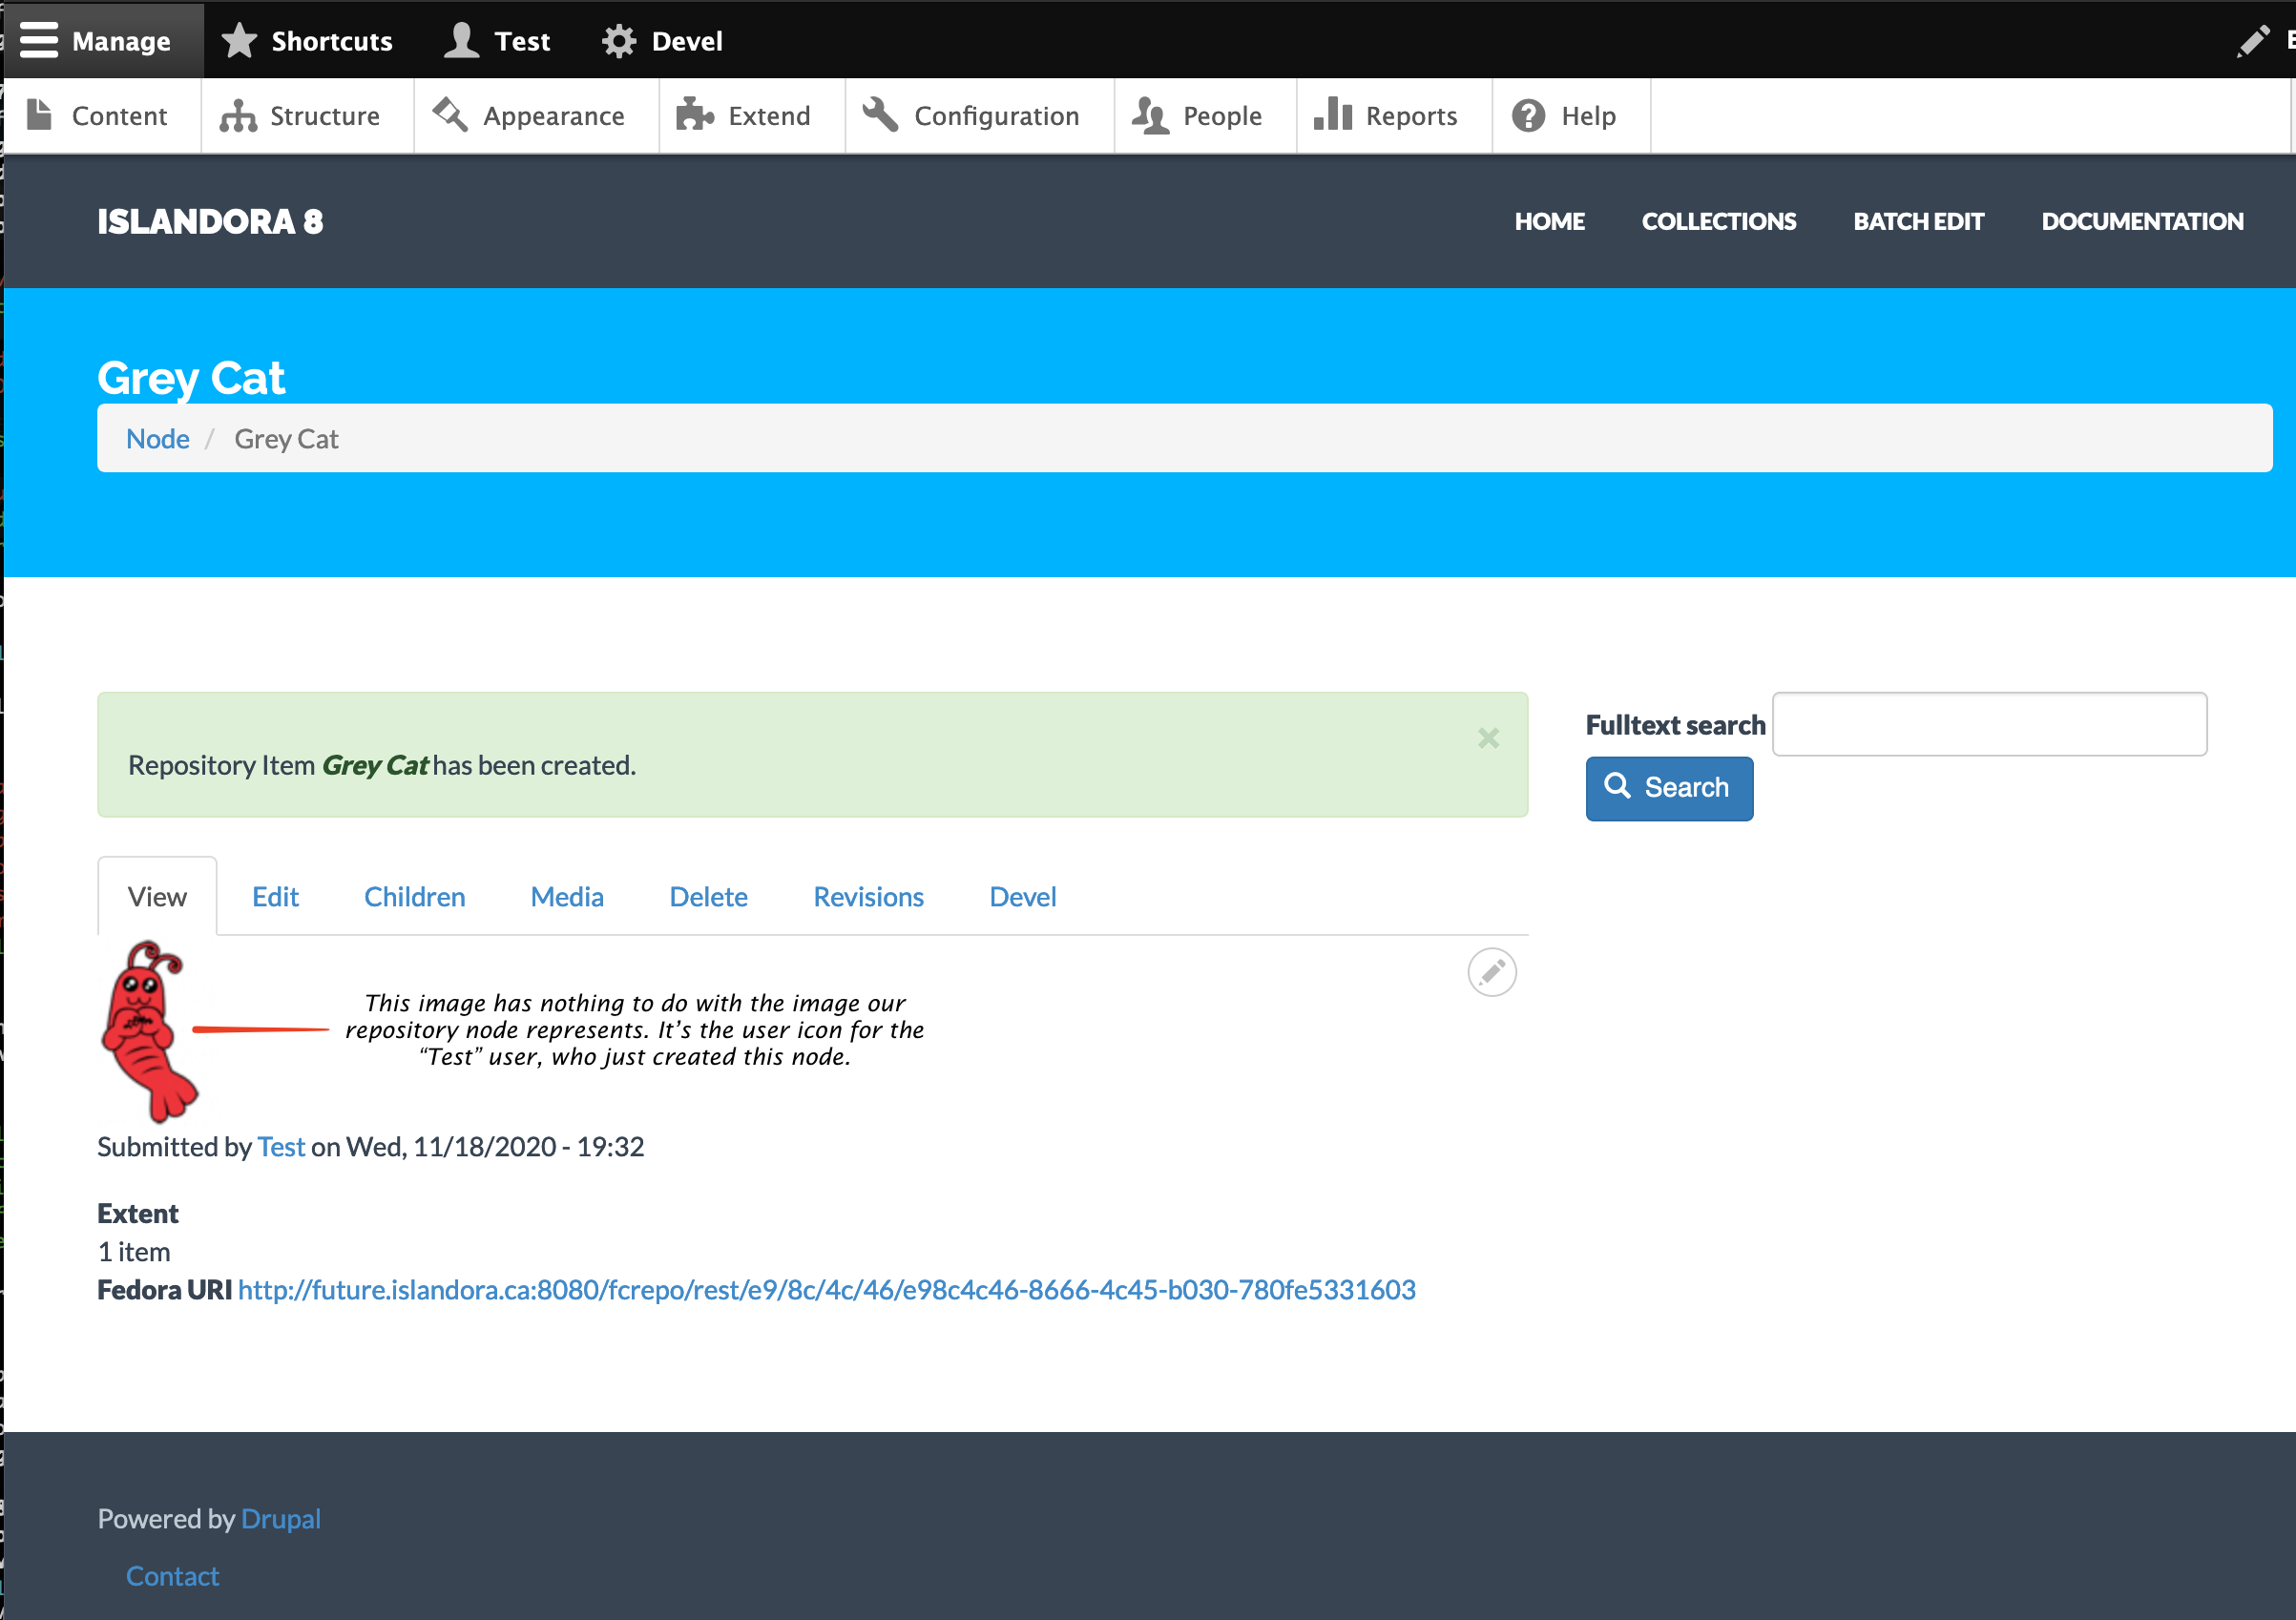 Manage Shortcuts Test Devel
Content Structure Appearance Extend Configuration People Reports Help
ISLANDORA 8 HOME COLLECTIONS BATCH EDIT DOCUMENTATION
Grey Cat
Node / Grey Cat
Repository Item Grey Cat has been created.
×
Fulltext search
Search
View Edit Children Media Delete Revisions Devel
This image has nothing to do with the image our
repository node represents. It’s the user icon for the
“Test” user, who just created this node.
Submitted by Test on Wed, 11/18/2020 - 19:32
Extent
1 item
Fedora URI http://future.islandora.ca:8080/fcrepo/rest/e9/8c/4c/46/e98c4c46-8666-4c45-b030-780fe5331603
Powered by Drupal
Contact